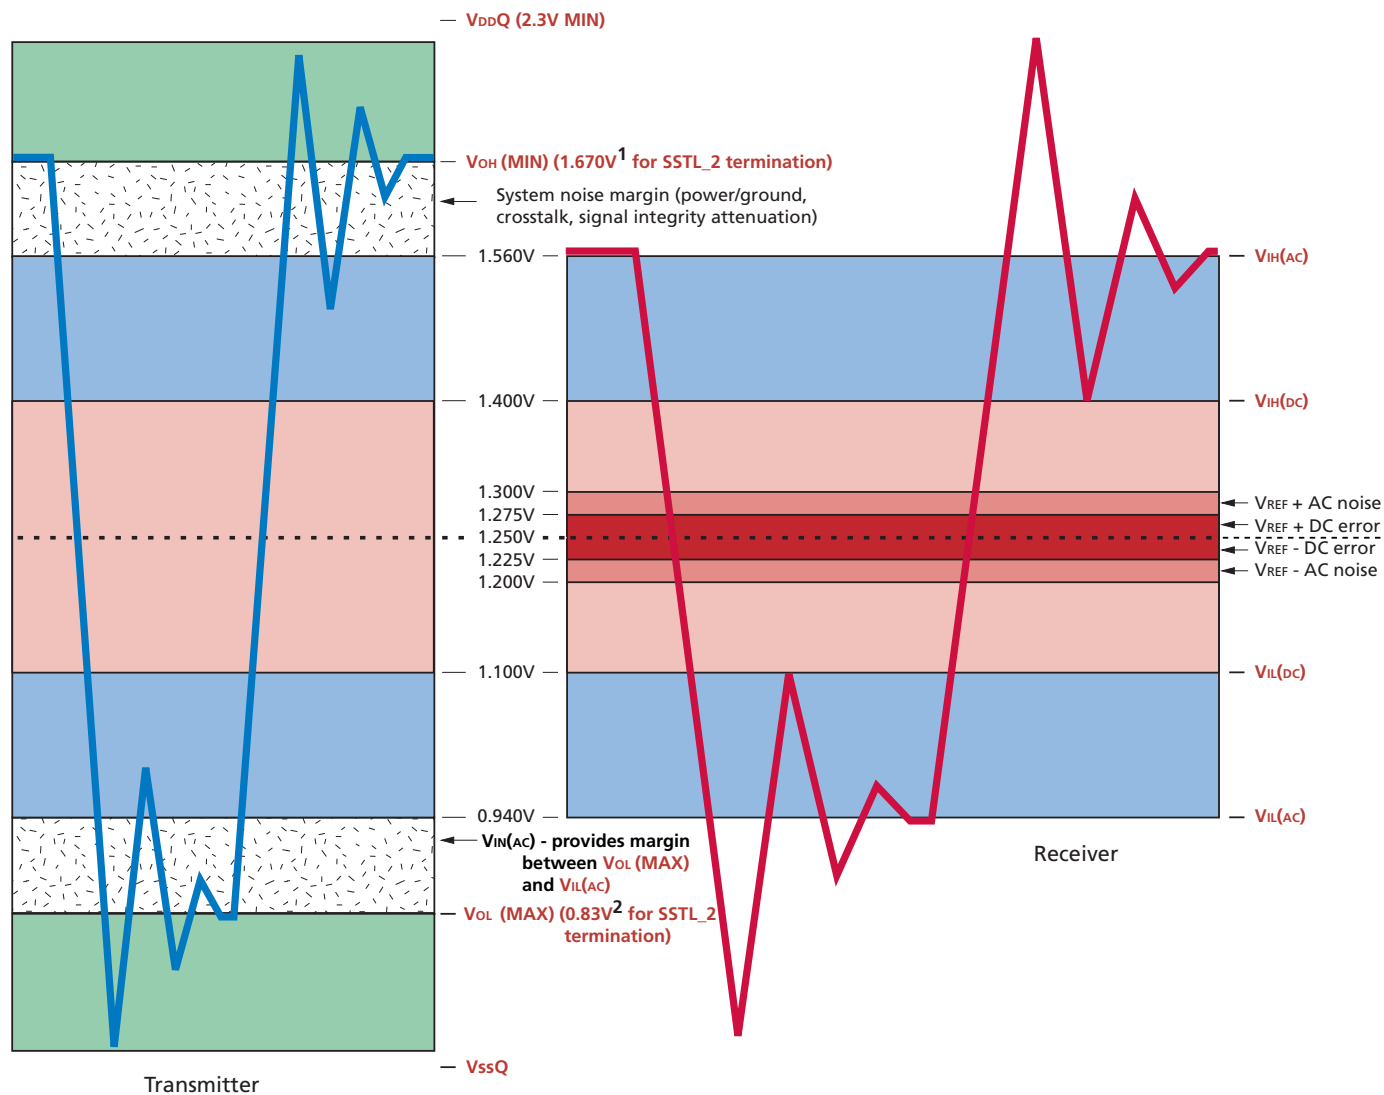 VDDQ (2.3V MIN)
VOH (MIN) (1.670V1 for SSTL_2 termination)
System noise margin (power/ground,
crosstalk, signal integrity attenuation)
1.560V
VIH(AC)
1.400V
VIH(DC)
1.300V
VREF + AC noise
1.275V
VREF + DC error
1.250V
VREF - DC error
1.225V
VREF - AC noise
1.200V
1.100V
VIL(DC)
0.940V
VIL(AC)
VIN(AC) - provides margin
between VOL (MAX)
and VIL(AC)
Receiver
VOL (MAX) (0.83V2 for SSTL_2
termination)
VssQ
Transmitter